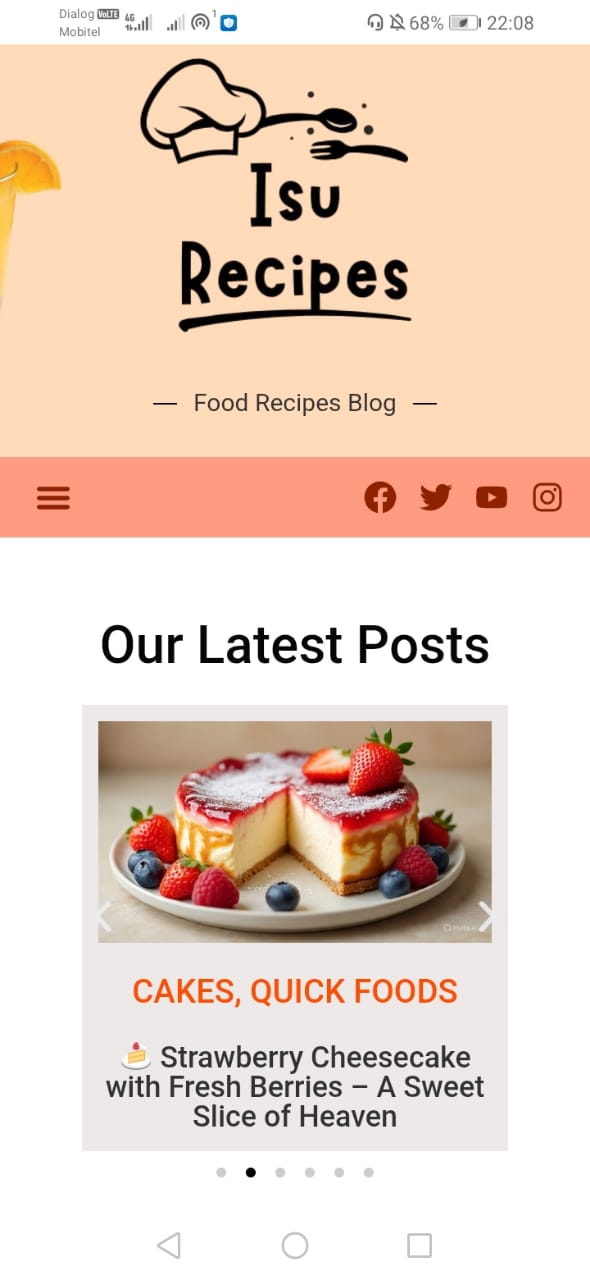 Dialog VoLTE 4G 1 68% 22:08
Mobitel
Isu
Recipes
— Food Recipes Blog —
Our Latest Posts
CAKES, QUICK FOODS
🍰 Strawberry Cheesecake
with Fresh Berries – A Sweet
Slice of Heaven